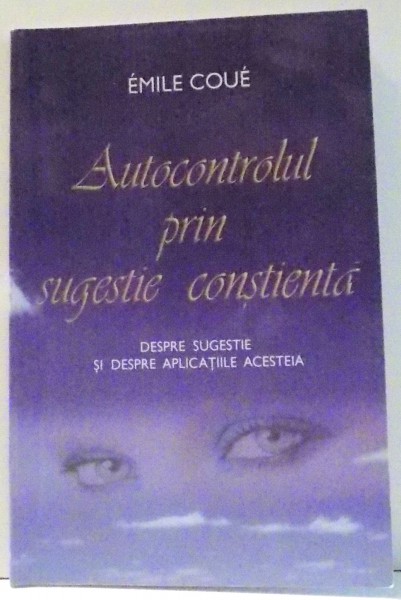 ÉMILE COUÉ
Autocontrolul
prin
sugestie conștientă
DESPRE SUGESTIE
ȘI DESPRE APLICAȚIILE ACESTEIA